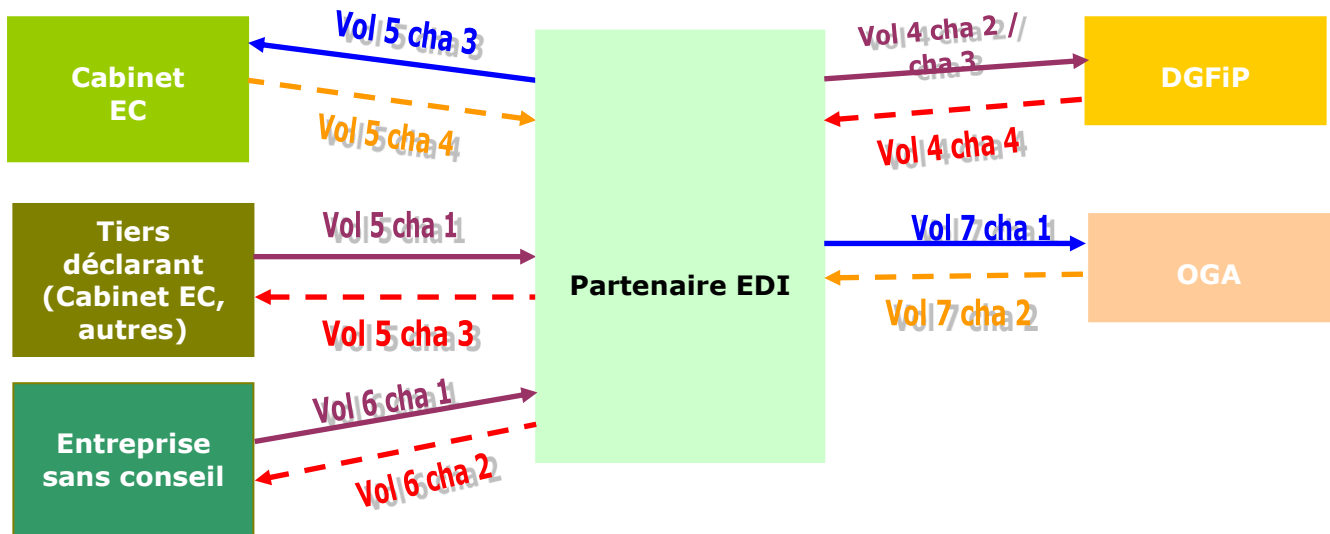 Cabinet
EC
Vol 5 cha 3
Vol 5 cha 4
Tiers
déclarant
(Cabinet EC,
autres)
Vol 5 cha 1
Vol 5 cha 3
Entreprise
sans conseil
Vol 6 cha 1
Vol 6 cha 2
Partenaire EDI
Vol 4 cha 2 /
cha 3
Vol 4 cha 4
DGFiP
Vol 7 cha 1
Vol 7 cha 2
OGA